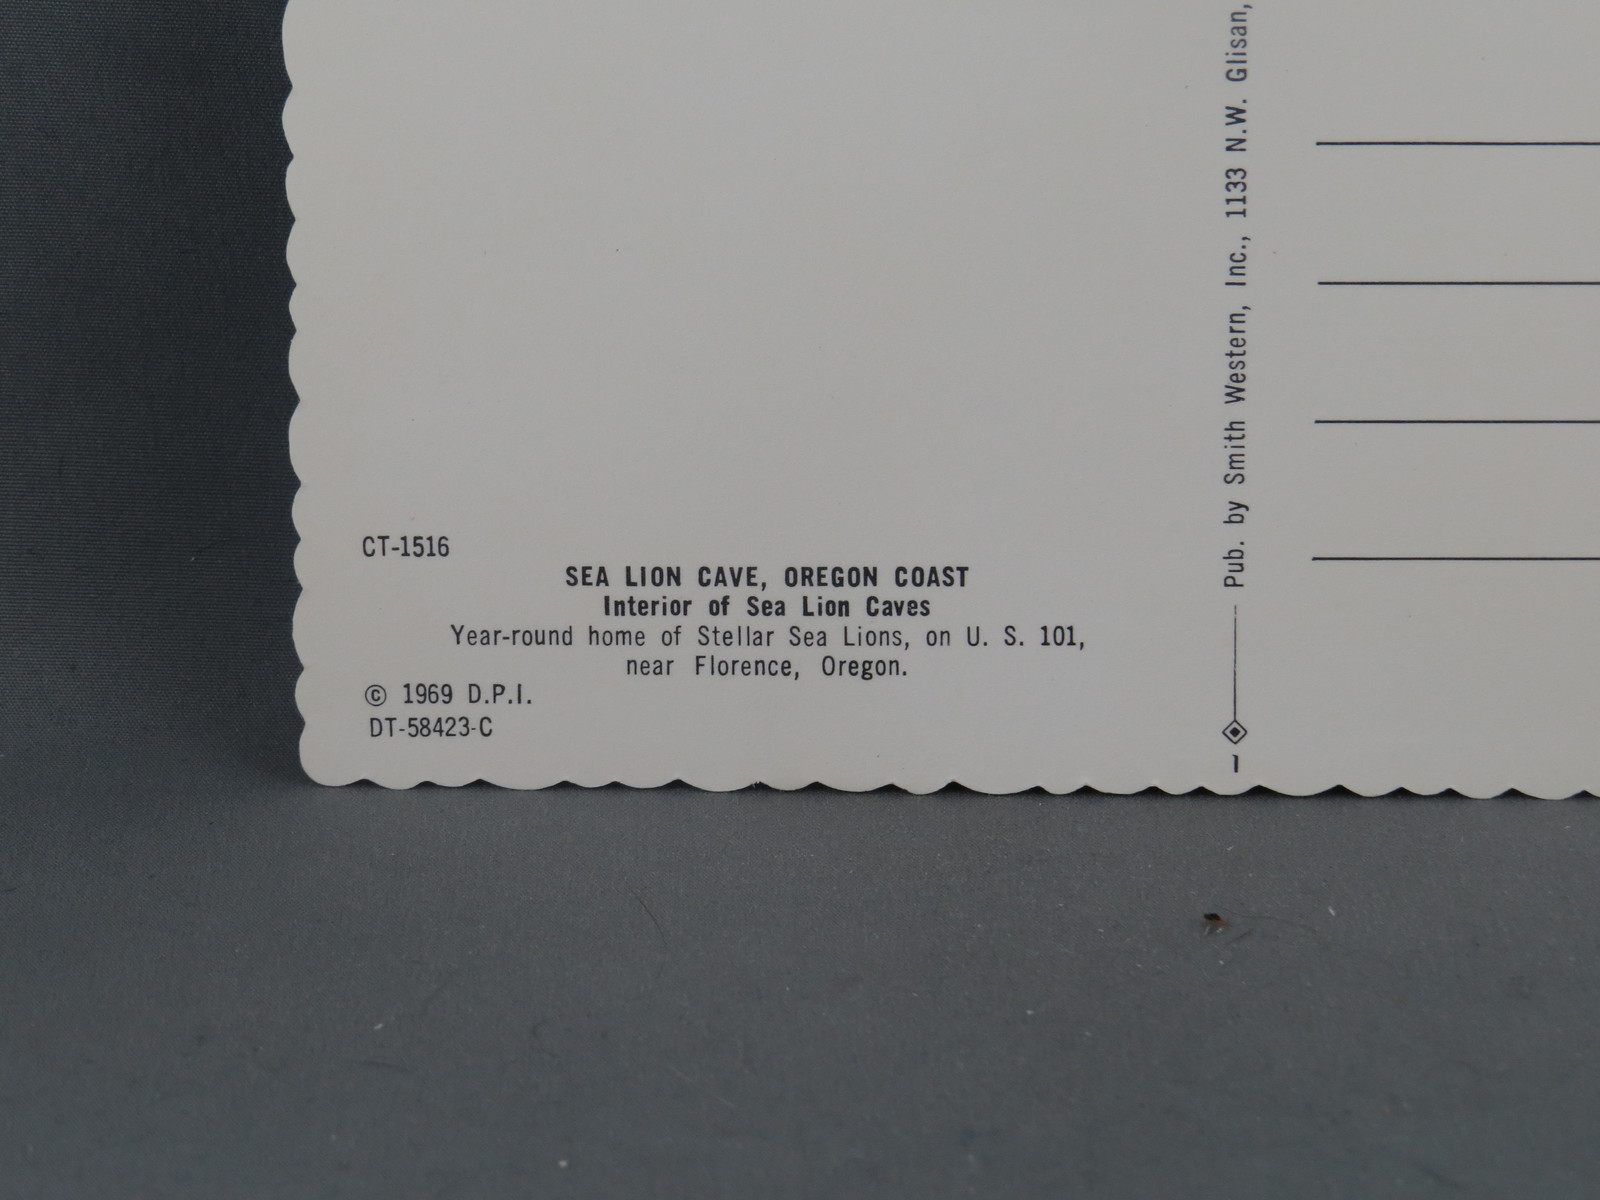 CT-1516
SEA LION CAVE, OREGON COAST
Interior of Sea Lion Caves
Year-round home of Stellar Sea Lions, on U. S. 101,
near Florence, Oregon.
© 1969 D.P.I.
DT-58423-C
Pub. by Smith Western, Inc., 1133 N.W. Glisan,
1